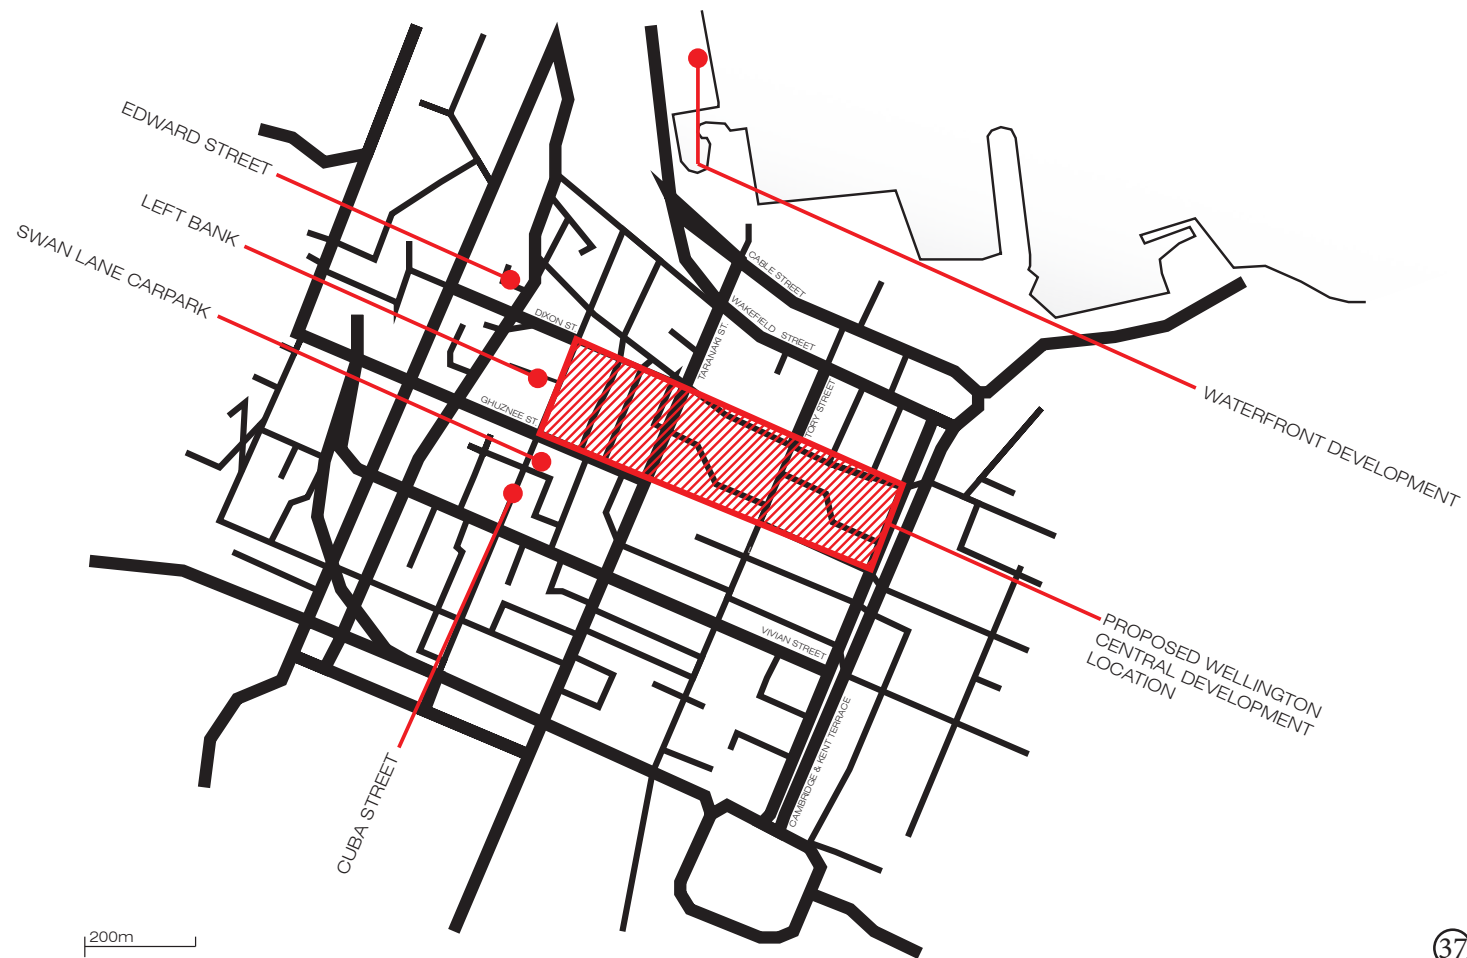 EDWARD STREET
LEFT BANK
SWAN LANE CARPARK
CABLE STREET
WAKEFIELD STREET
DIXON ST.
TARANAKI ST.
TORY STREET
GHUZNEE ST.
WATERFRONT DEVELOPMENT
PROPOSED WELLINGTON
CENTRAL DEVELOPMENT
LOCATION
VIVIAN STREET
CAMBRIDGE & KENT TERRACE
CUBA STREET
200m
37